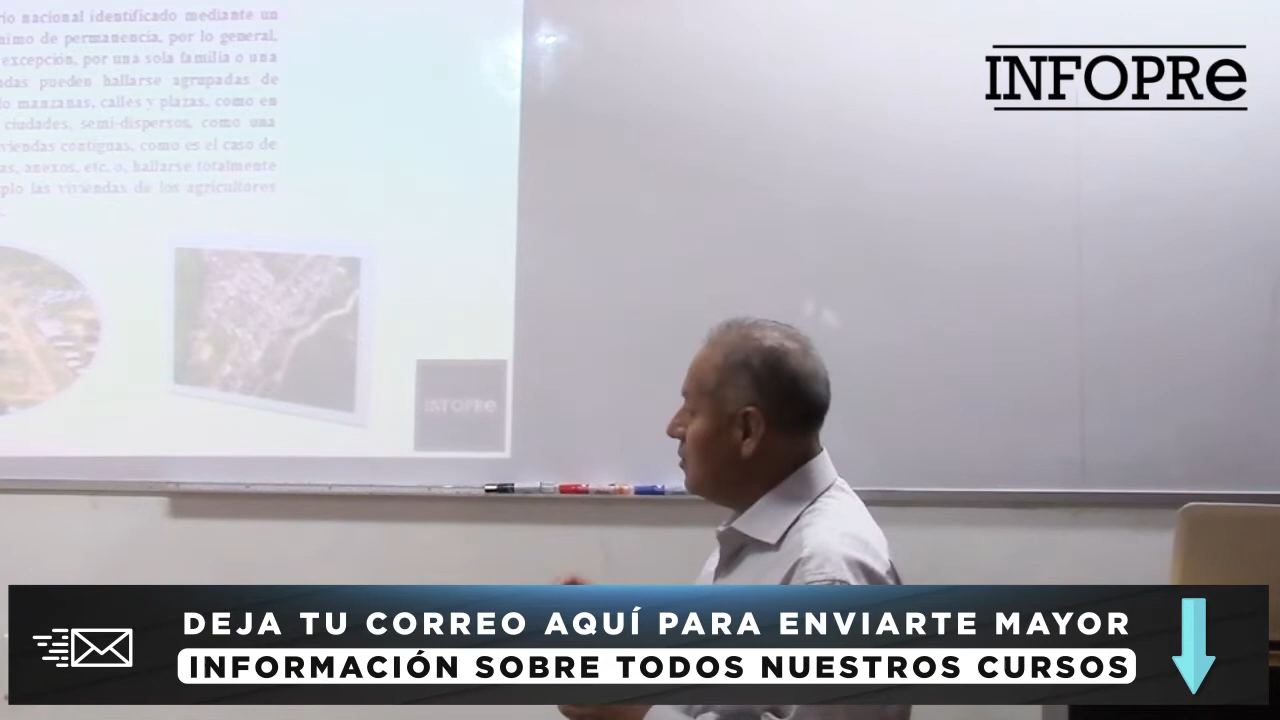 rio nacional identificado mediante un
nimo de permanencia, por lo general,
excepción, por una sola familia o una
ndas pueden hallarse agrupadas de
o manzanas, calles y plazas, como en
ciudades, semi-dispersos, como una
viviendas contiguas, como es el caso de
as, anexos, etc. o, hallarse totalmente
plo las viviendas de los agricultores
INFOPRe
INFOPRe
DEJA TU CORREO AQUÍ PARA ENVIARTE MAYOR
INFORMACIÓN SOBRE TODOS NUESTROS CURSOS